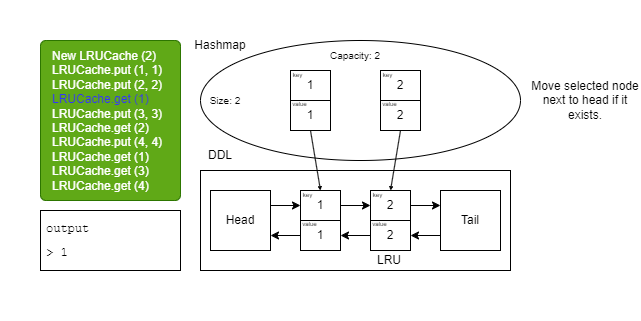 New LRUCache (2)
LRUCache.put (1, 1)
LRUCache.put (2, 2)
LRUCache.get (1)
LRUCache.put (3, 3)
LRUCache.get (2)
LRUCache.put (4, 4)
LRUCache.get (1)
LRUCache.get (3)
LRUCache.get (4)
output
> 1
Hashmap
Capacity: 2
Size: 2
key
1
value
1
key
2
value
2
Move selected node
next to head if it
exists.
DDL
Head
key
1
value
1
key
2
value
2
Tail
LRU